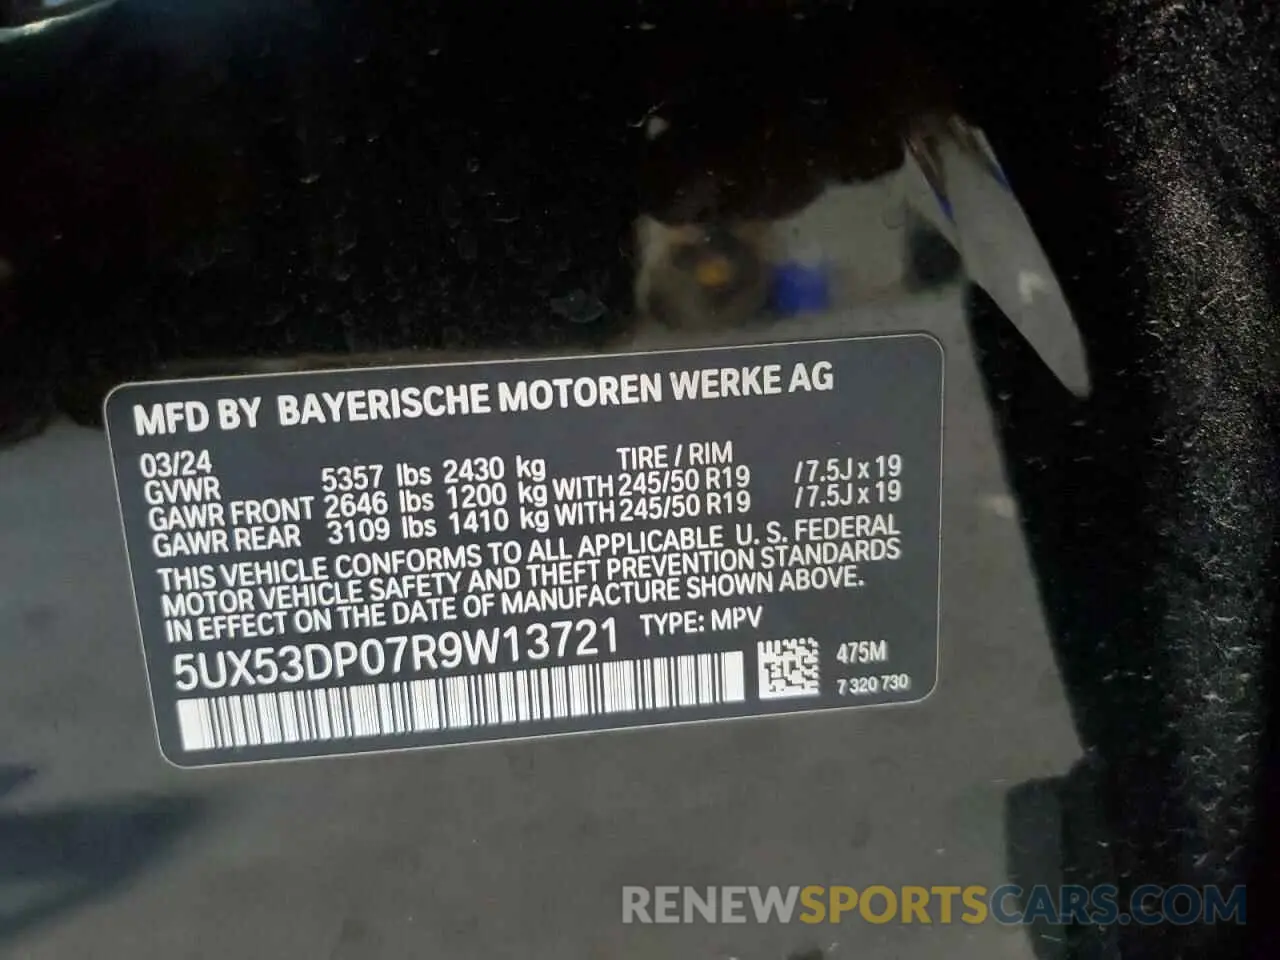 MFD BY BAYERISCHE MOTOREN WERKE AG
03/24 TIRE / RIM
GVWR 5357 lbs 2430 kg
GAWR FRONT 2646 lbs 1200 kg WITH 245/50 R19 / 7.5J x 19
GAWR REAR 3109 lbs 1410 kg WITH 245/50 R19 / 7.5J x 19
THIS VEHICLE CONFORMS TO ALL APPLICABLE U. S. FEDERAL
MOTOR VEHICLE SAFETY AND THEFT PREVENTION STANDARDS
IN EFFECT ON THE DATE OF MANUFACTURE SHOWN ABOVE.
5UX53DP07R9W13721 TYPE: MPV
475M
7 320 730
RENEWSPORTSCARS.COM